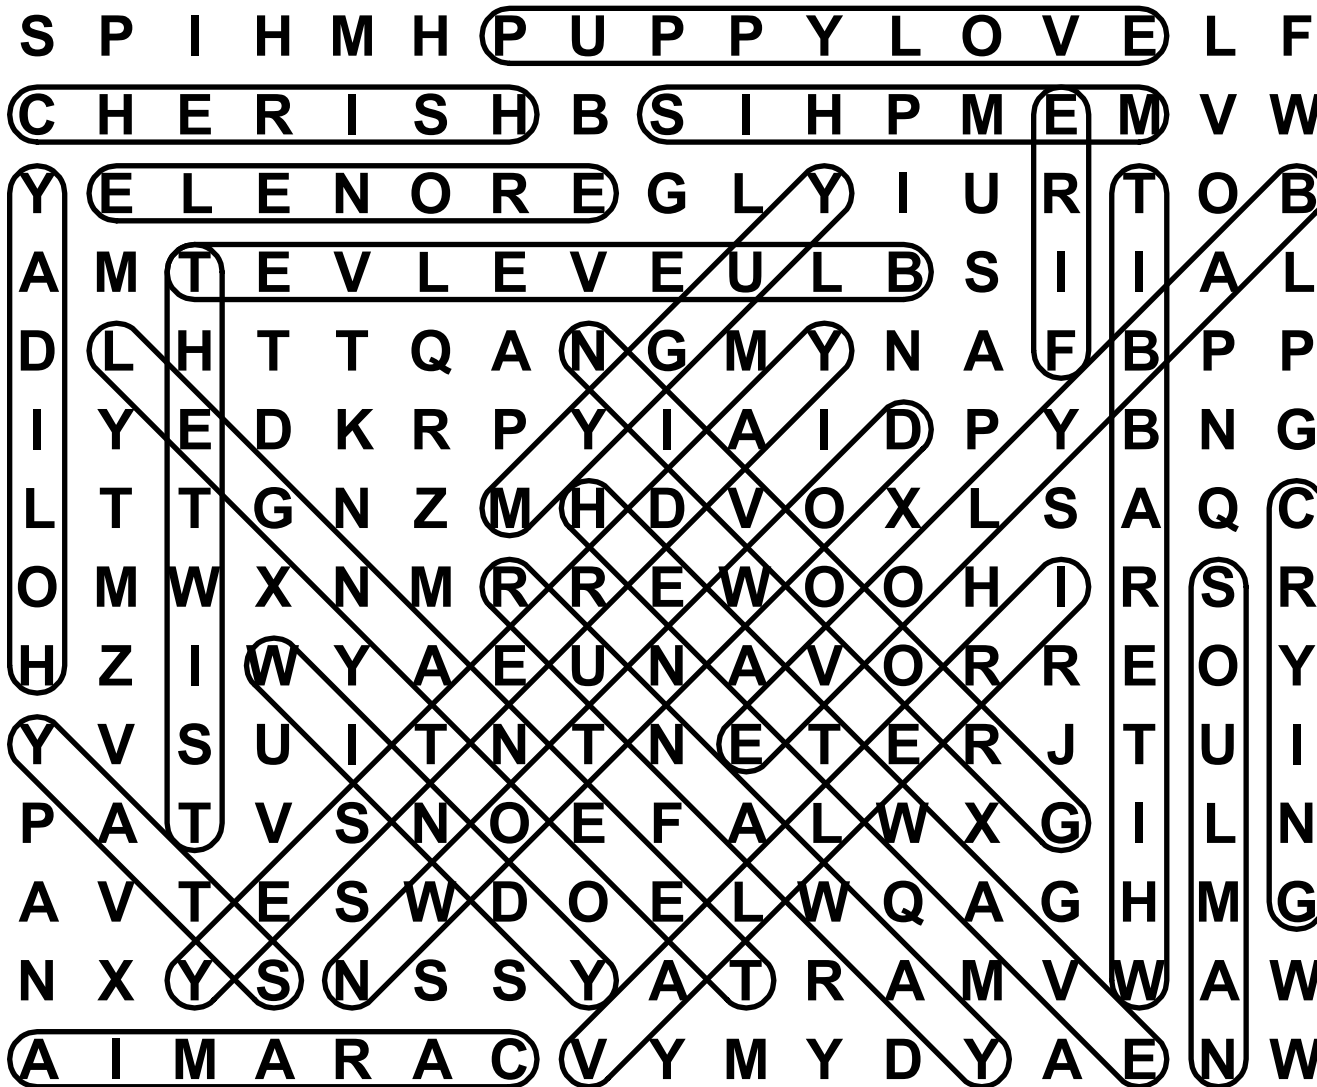 S P I H M H P U P P Y L O V E L F
C H E R I S H B S I H P M E M V W
Y E L E N O R E G L Y I U R T O B
A M T E V L E V E U L B S I I A L
D L H T T Q A N G M Y N A F B P P
I Y E D K R P Y I A I D P Y B N G
L T T G N Z M H D V O X L S A Q C
O M W X N M R R E W O O H I R S R
H Z I W Y A E U N A V O R R E O Y
Y V S U I T N T N E T E R J T U I
P A T V S N O E F A L W X G I L N
A V T E S W D O E L W Q A G H M G
N X Y S N S S Y A T R A M V W A W
A I M A R A C V Y M Y D Y A E N W